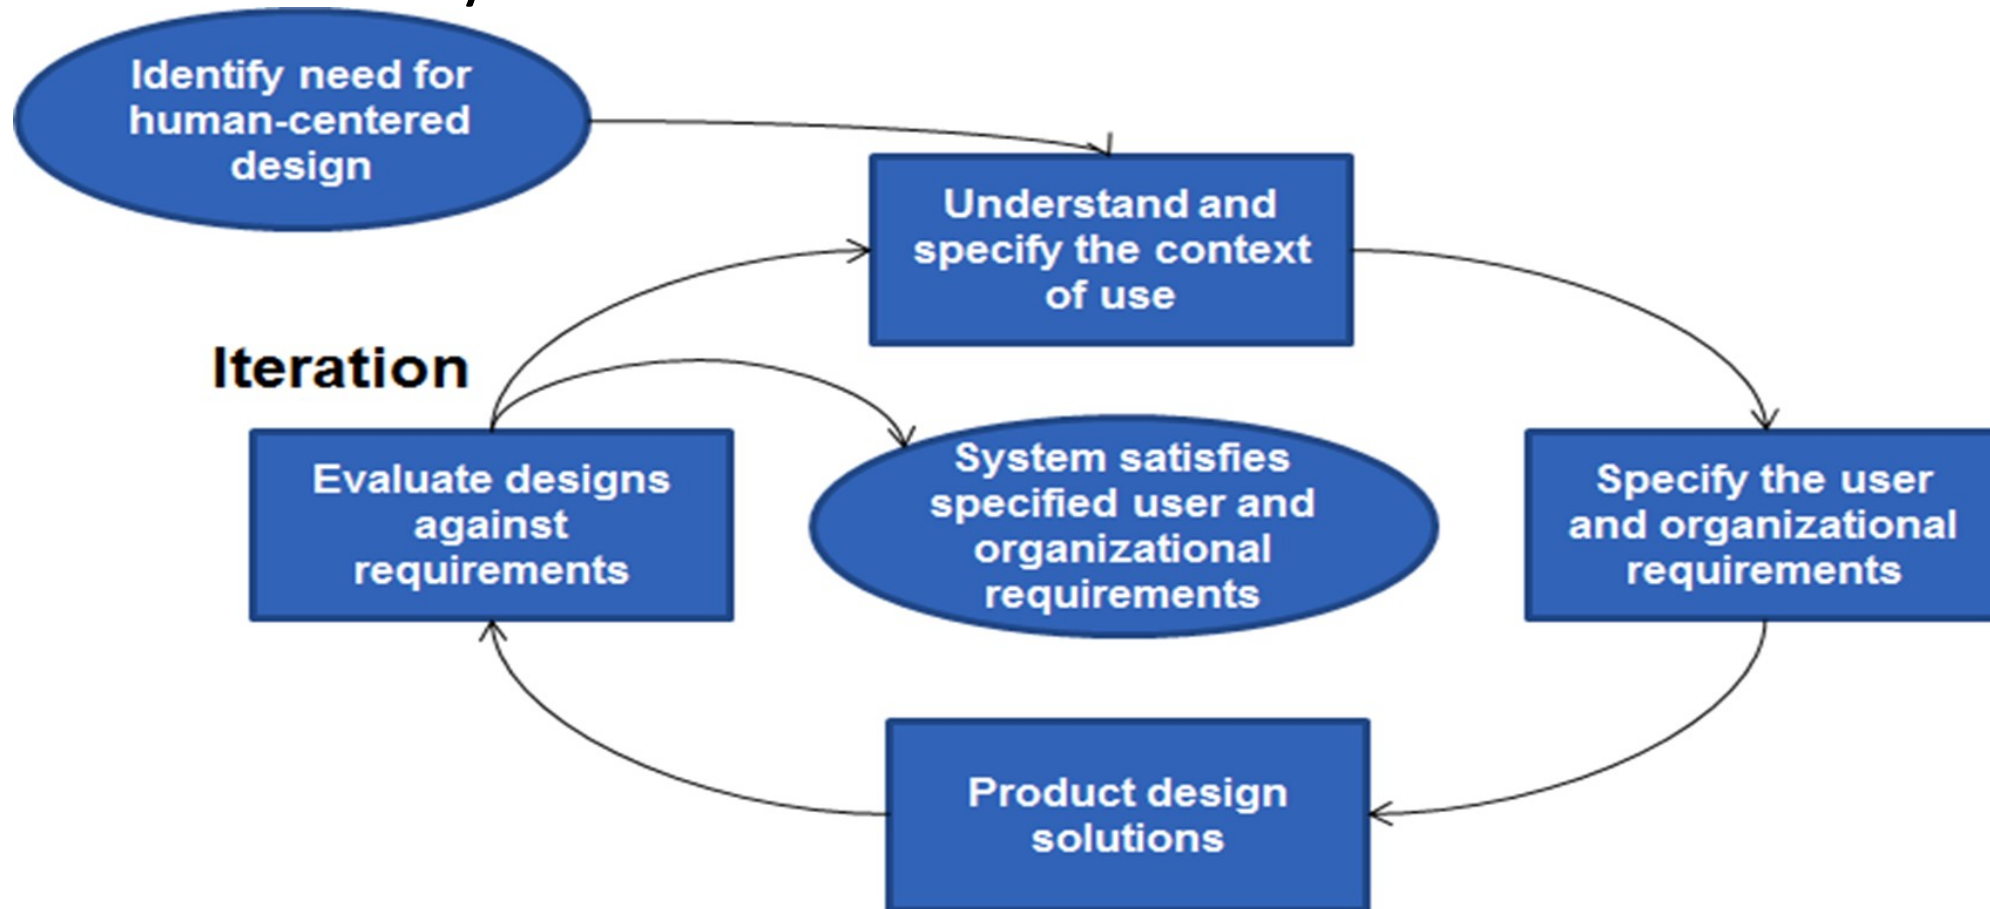 Identify need for
human-centered
design
Understand and
specify the context
of use
Iteration
Evaluate designs
against
requirements
System satisfies
specified user and
organizational
requirements
Specify the user
and organizational
requirements
Product design
solutions